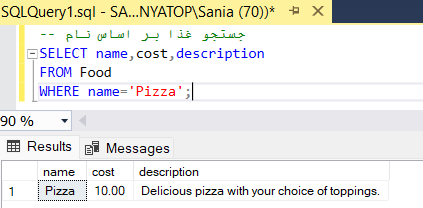 SQLQuery1.sql - SA...NYATOP\Sania (70))*
-- جستجو غذا بر اساس نام
SELECT name,cost,description
FROM Food
WHERE name='Pizza';
90 %
Results Messages
name cost description
1 Pizza 10.00 Delicious pizza with your choice of toppings.